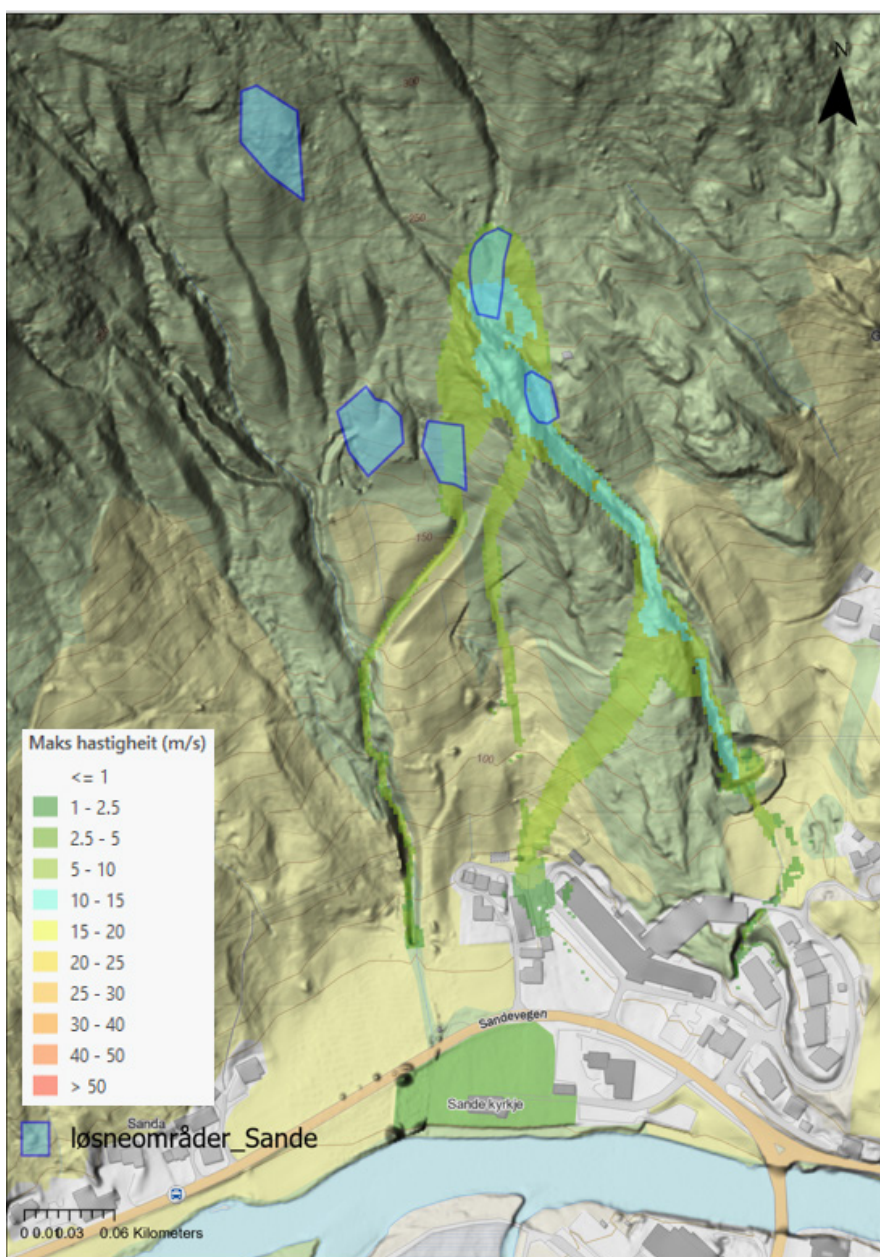 N
300
250
150
100
Maks hastigheit (m/s)
<= 1
1 - 2.5
2.5 - 5
5 - 10
10 - 15
15 - 20
20 - 25
25 - 30
30 - 40
40 - 50
> 50
Sandevegen
Sande kyrkje
Sanda
løsneområder_Sande
0 0.01 0.03 0.06 Kilometers